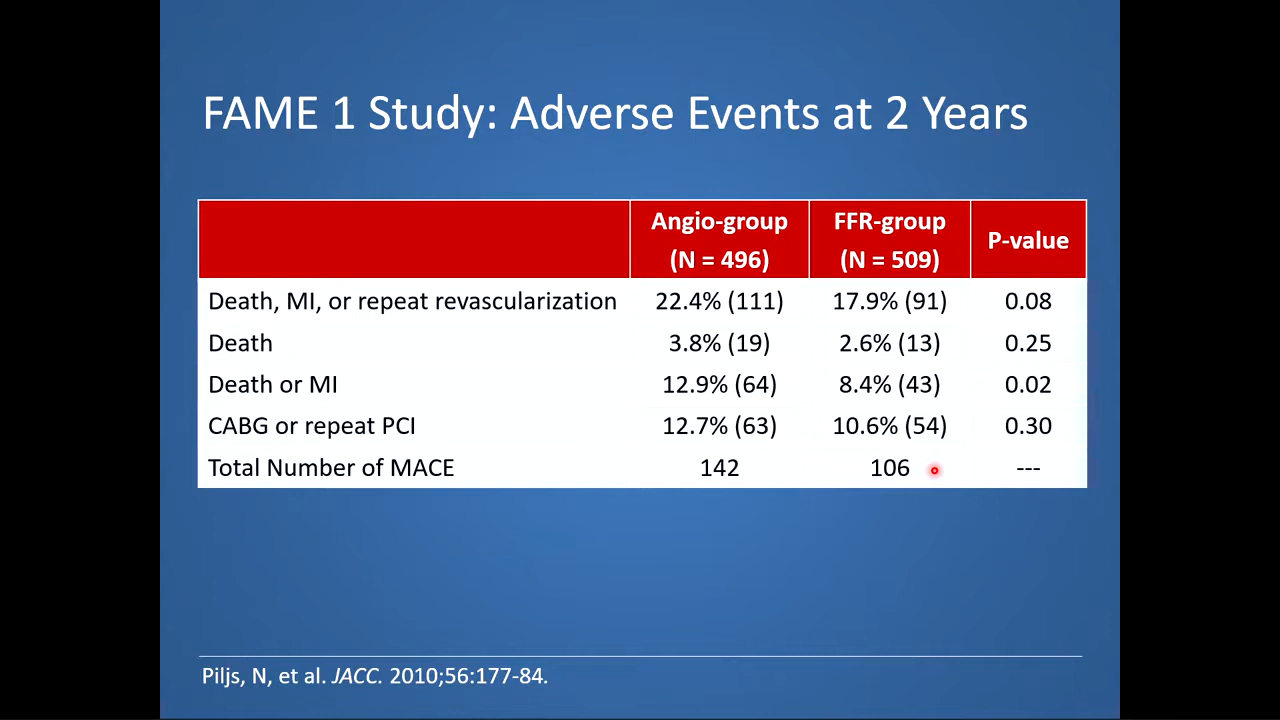 FAME 1 Study: Adverse Events at 2 Years
Angio-group (N = 496) FFR-group (N = 509) P-value
Death, MI, or repeat revascularization 22.4% (111) 17.9% (91) 0.08
Death 3.8% (19) 2.6% (13) 0.25
Death or MI 12.9% (64) 8.4% (43) 0.02
CABG or repeat PCI 12.7% (63) 10.6% (54) 0.30
Total Number of MACE 142 106 ---
Piljs, N, et al. JACC. 2010;56:177-84.